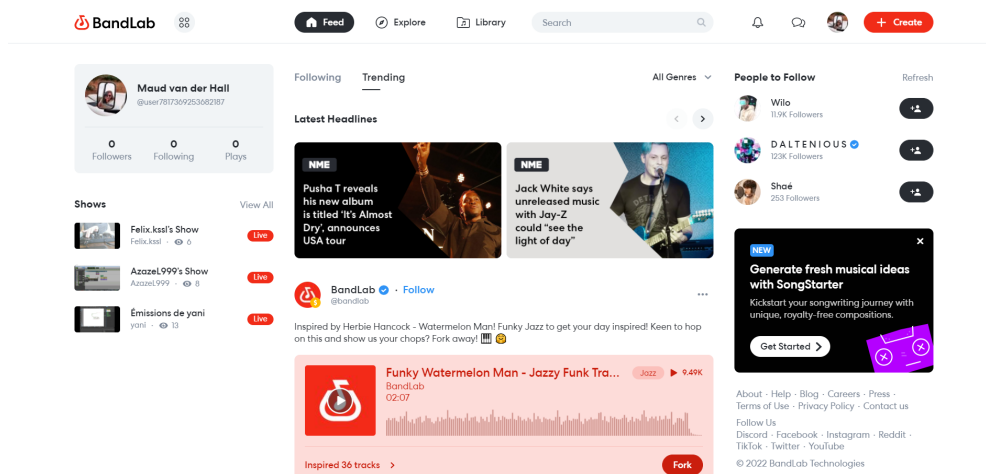 BandLab
Feed
Explore
Library
Search
Create
Maud van der Hall
@user7817369253682187
0 0 0
Followers Following Plays
Shows View All
Felix.kssl's Show
Felix.kssl · 6
Live
AzazeL999's Show
AzazeL999 · 8
Live
Émissions de yani
yani · 13
Live
Following Trending All Genres
Latest Headlines
NME
Pusha T reveals
his new album
is titled 'It's Almost
Dry', announces
USA tour
NME
Jack White says
unreleased music
with Jay-Z
could "see the
light of day"
BandLab · Follow
@bandlab
Inspired by Herbie Hancock - Watermelon Man! Funky Jazz to get your day inspired! Keen to hop
on this and show us your chops? Fork away! 🎹 🤔
Funky Watermelon Man - Jazzy Funk Tra... Jazz 9.49K
BandLab
02:07
Inspired 36 tracks >
Fork
People to Follow Refresh
Wilo
11.9K Followers
DALTENIOUS
123K Followers
Shaé
253 Followers
NEW
Generate fresh musical ideas
with SongStarter
Kickstart your songwriting journey with
unique, royalty-free compositions.
Get Started >
About · Help · Blog · Careers · Press ·
Terms of Use · Privacy Policy · Contact us
Follow Us
Discord · Facebook · Instagram · Reddit ·
TikTok · Twitter · YouTube
© 2022 BandLab Technologies